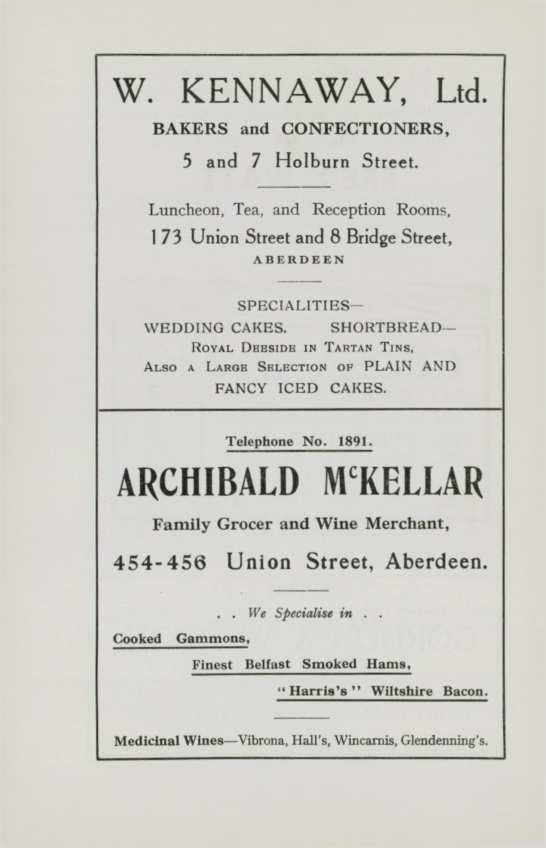 W. KENNAWAY, Ltd.
BAKERS and CONFECTIONERS,
5 and 7 Holburn Street.
Luncheon, Tea, and Reception Rooms,
173 Union Street and 8 Bridge Street,
ABERDEEN
SPECIALITIES—
WEDDING CAKES. SHORTBREAD—
ROYAL DEESIDE IN TARTAN TINS,
ALSO A LARGE SELECTION OF PLAIN AND
FANCY ICED CAKES.
Telephone No. 1891.
ARCHIBALD McKELLAR
Family Grocer and Wine Merchant,
454-456 Union Street, Aberdeen.
. . We Specialise in . .
Cooked Gammons,
Finest Belfast Smoked Hams,
"Harris's" Wiltshire Bacon.
Medicinal Wines—Vibrona, Hall's, Wincarnis, Glendenning's.